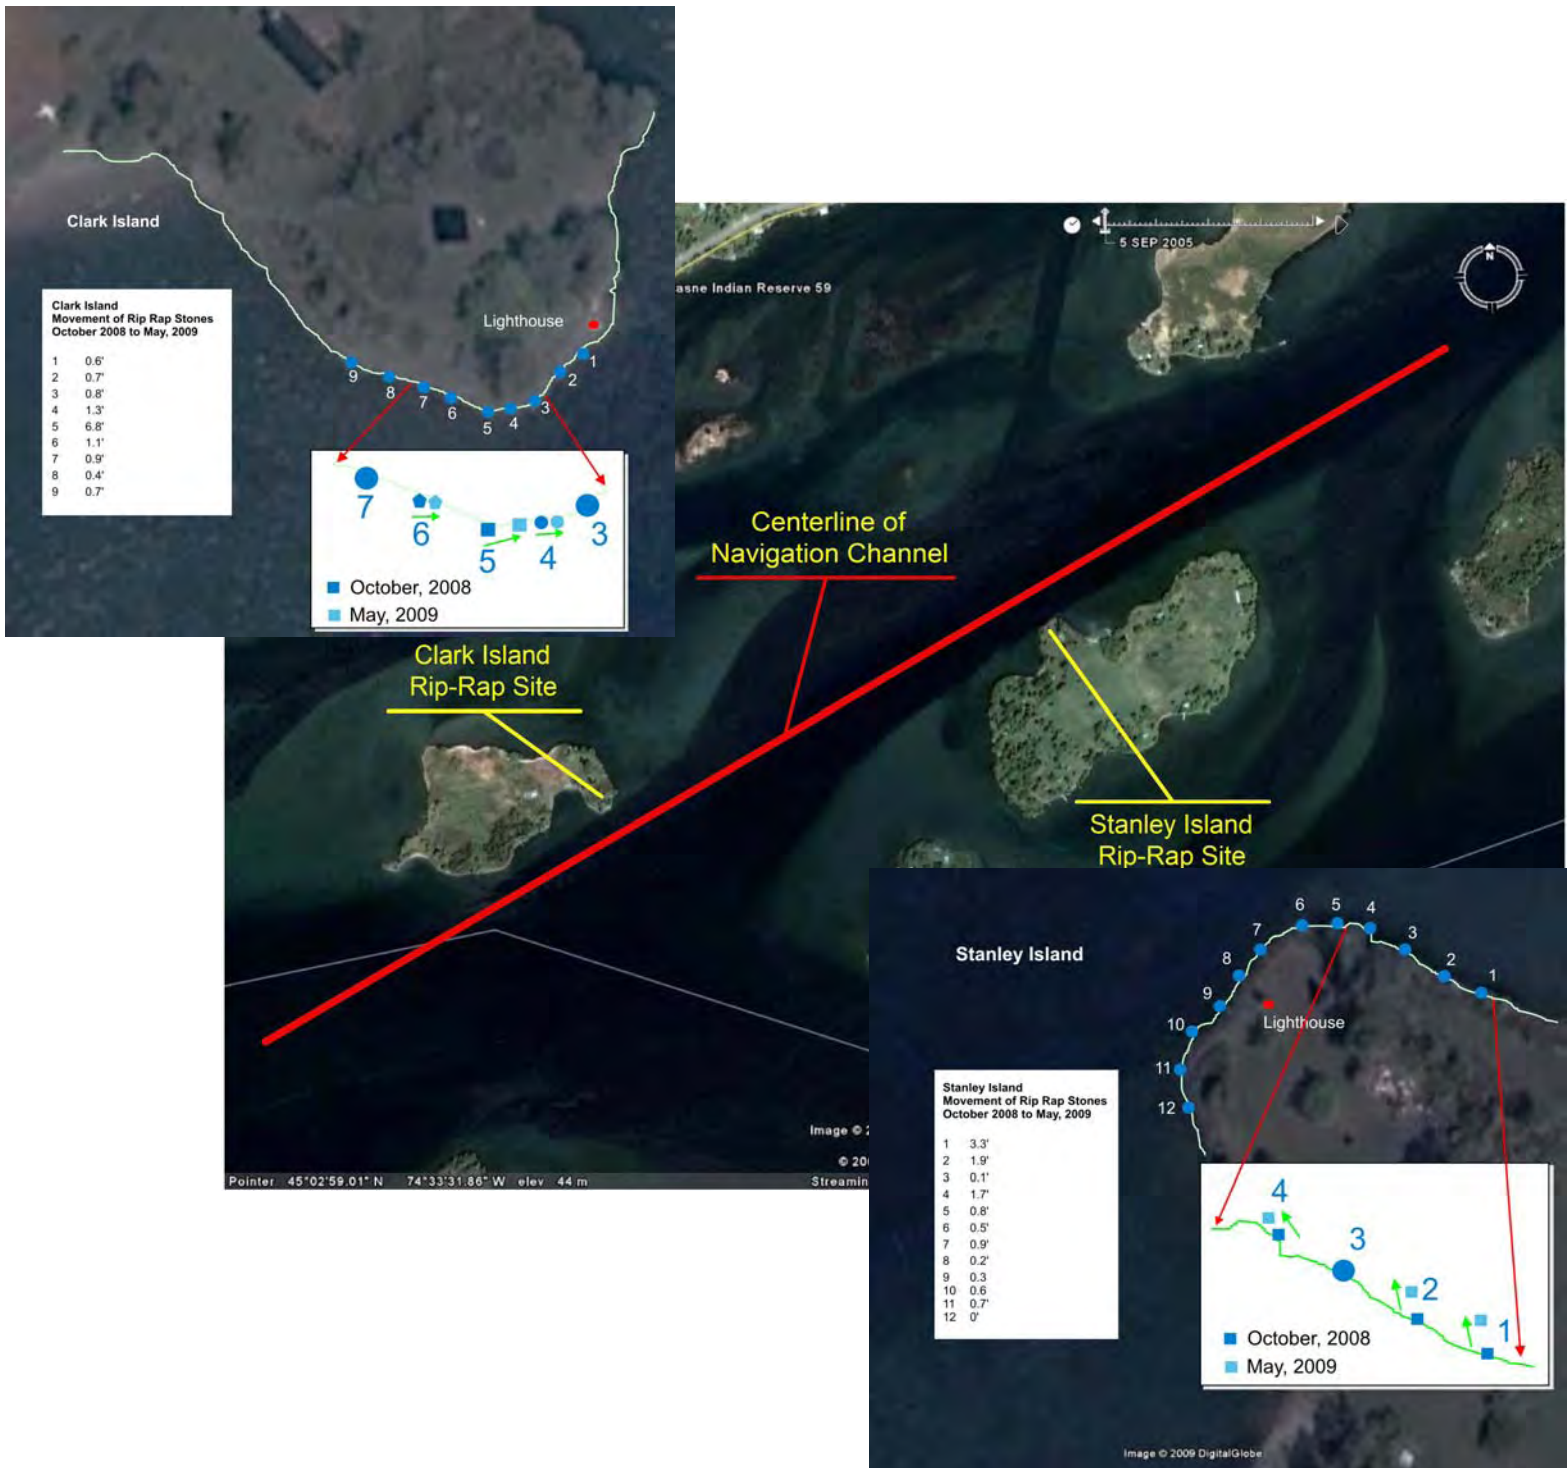 Clark Island
Clark Island
Movement of Rip Rap Stones
October 2008 to May, 2009
1 0.6'
2 0.7'
3 0.8'
4 1.3'
5 6.8'
6 1.1'
7 0.9'
8 0.4'
9 0.7'
Lighthouse
1
2
3
4
5
6
7
8
9
7
6
5
4
3
October, 2008
May, 2009
5 SEP 2005
N
asne Indian Reserve 59
Centerline of
Navigation Channel
Clark Island
Rip-Rap Site
Stanley Island
Rip-Rap Site
Image ©
© 20
Pointer 45°02'59.01" N 74°33'31.86" W elev 44 m
Streamin
Stanley Island
6
5
4
3
2
1
7
8
9
10
11
12
Lighthouse
Stanley Island
Movement of Rip Rap Stones
October 2008 to May, 2009
1 3.3'
2 1.9'
3 0.1'
4 1.7'
5 0.8'
6 0.5'
7 0.9'
8 0.2'
9 0.3
10 0.6
11 0.7'
12 0'
4
3
2
1
October, 2008
May, 2009
Image © 2009 DigitalGlobe